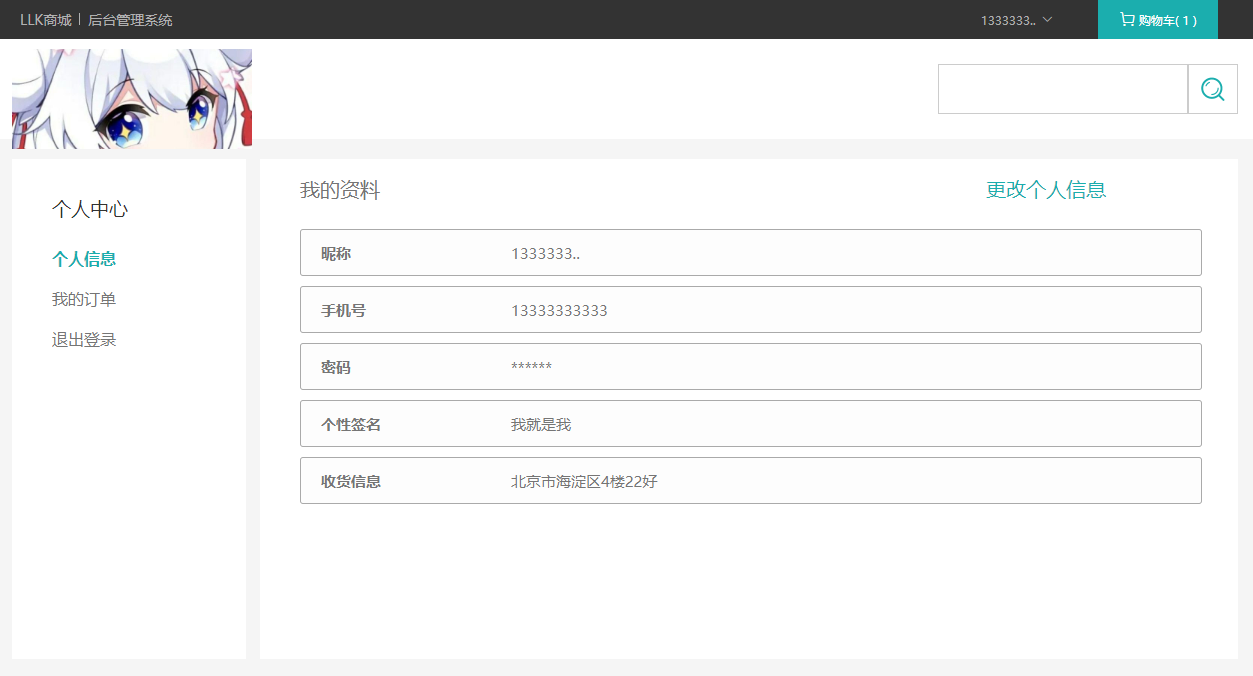 LLK商城 | 后台管理系统 1333333.. 购物车( 1 )
个人中心
个人信息
我的订单
退出登录
我的资料 更改个人信息
昵称 1333333..
手机号 13333333333
密码 ******
个性签名 我就是我
收货信息 北京市海淀区4楼22好